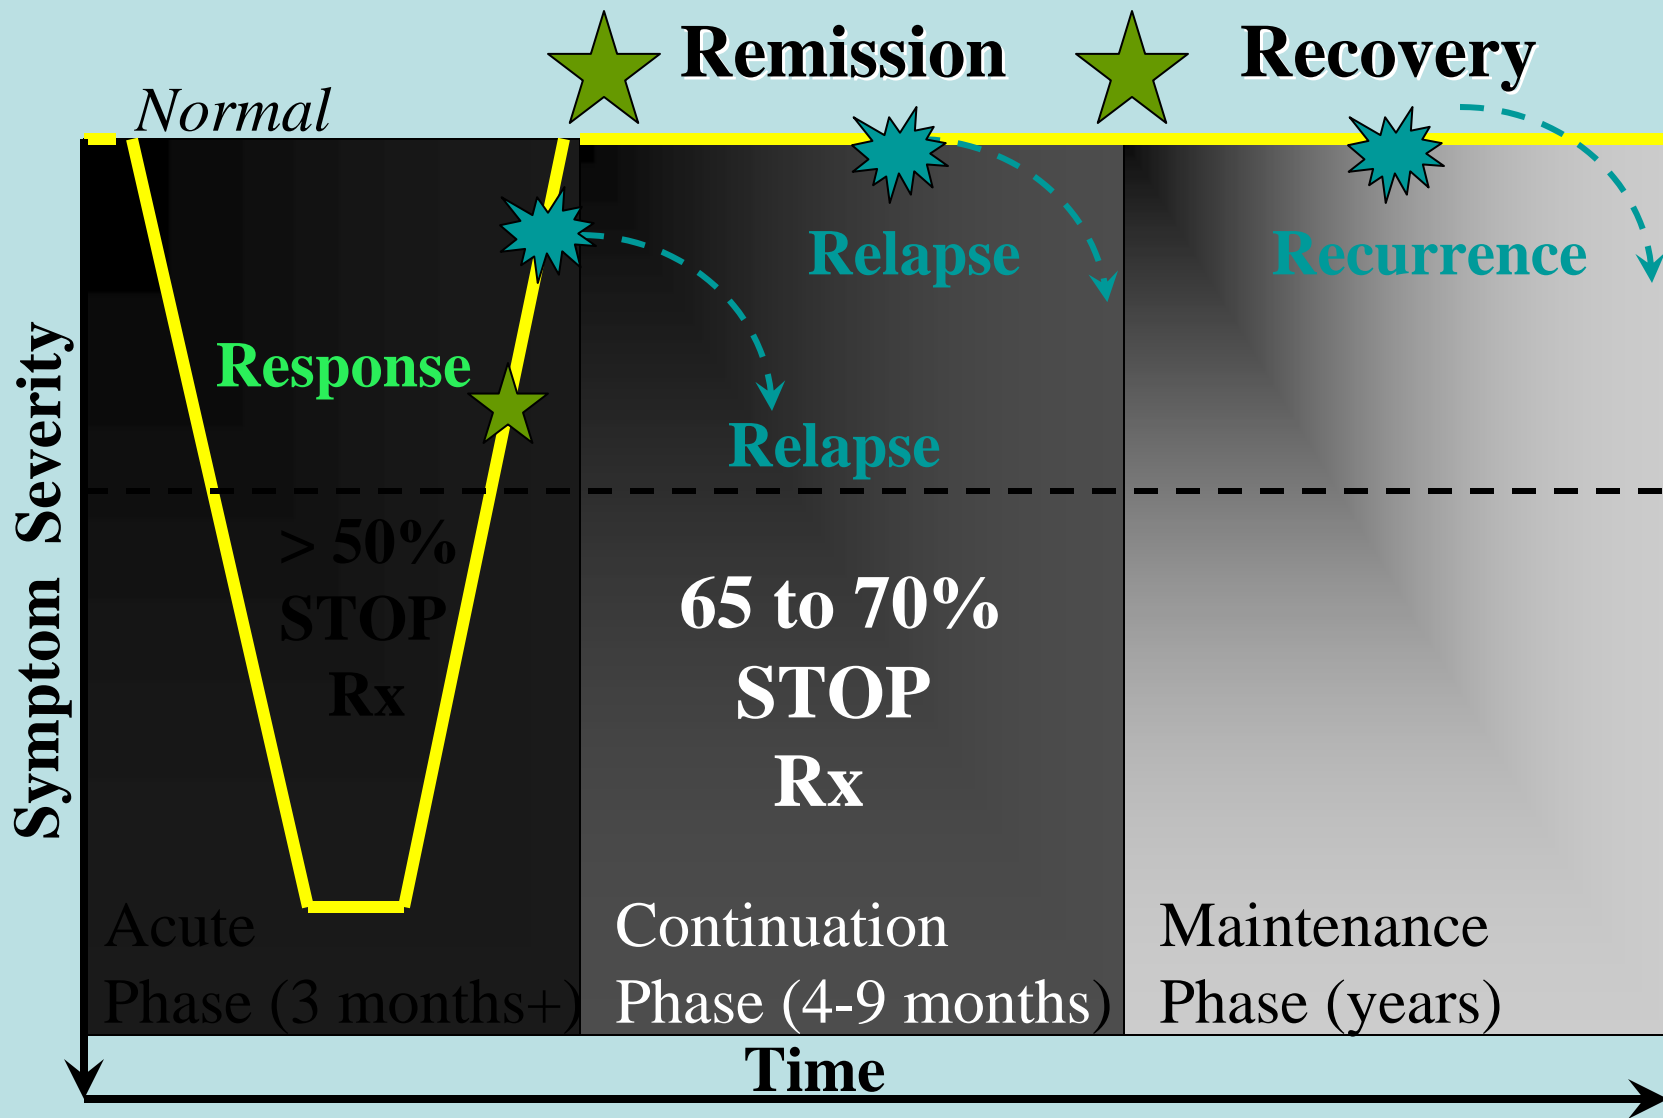 Remission
Recovery
Normal
Relapse
Recurrence
Response
Relapse
Symptom Severity
> 50%
STOP
Rx
65 to 70%
STOP
Rx
Acute
Phase (3 months+)
Continuation
Phase (4-9 months)
Maintenance
Phase (years)
Time